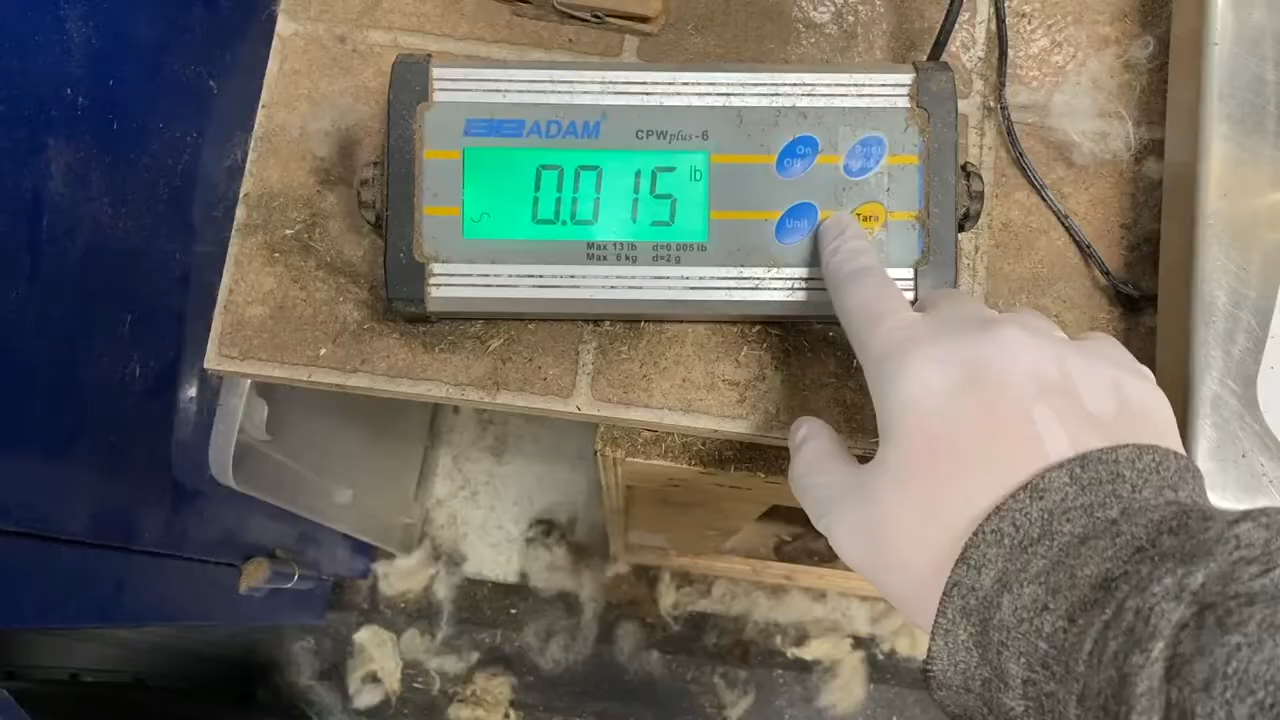 ADAM®
CPWplus-6
0.015 lb
Max 13 lb d=0.005 lb
Max 6 kg d=2 g
On
Off
Print
Hold
Unit
Tare